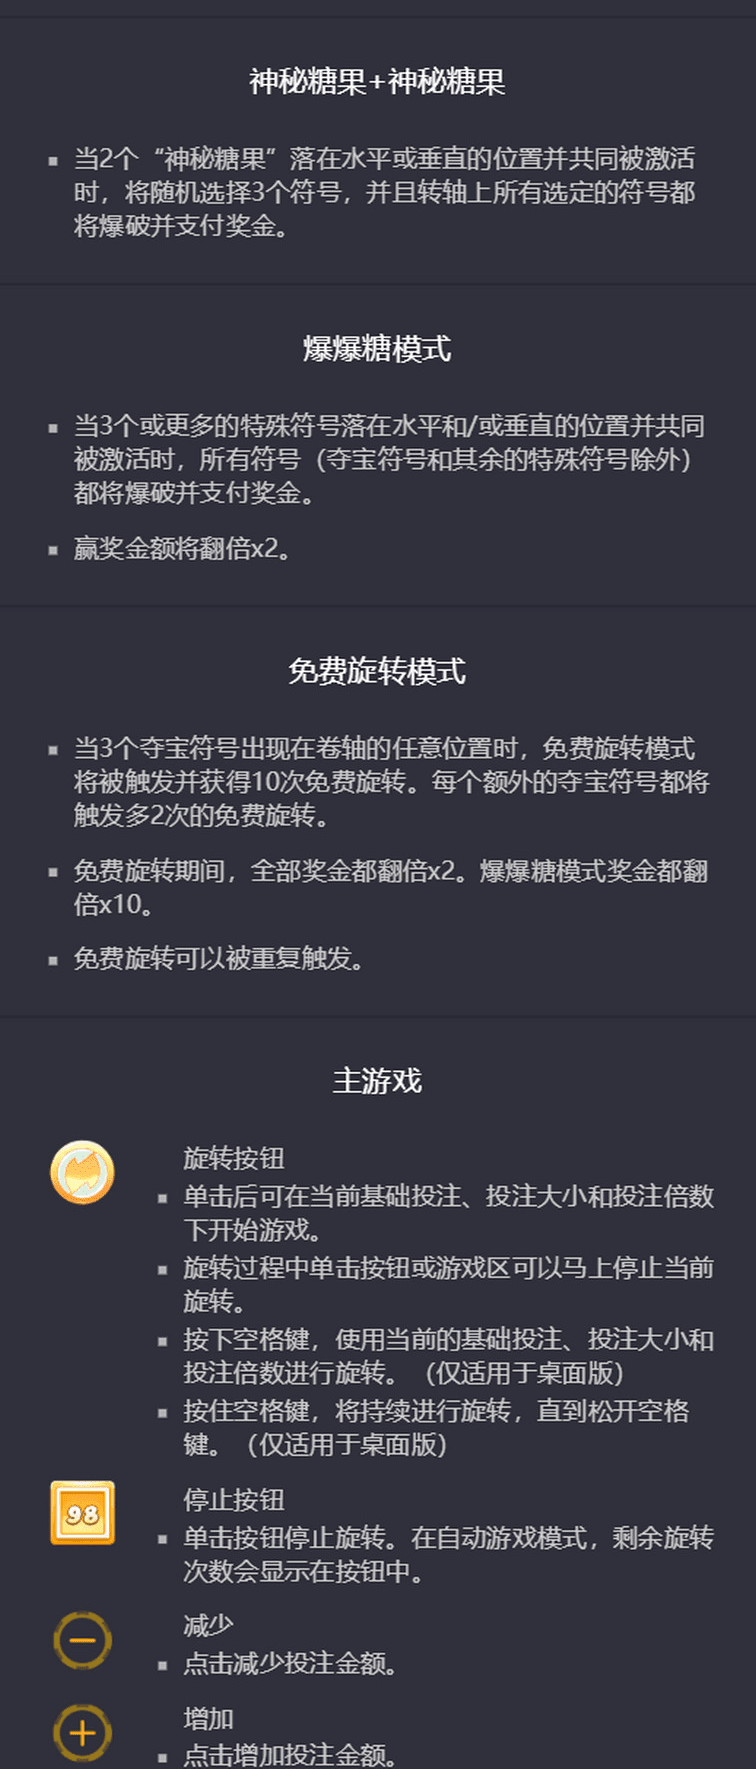 神秘糖果+神秘糖果
当2个“神秘糖果”落在水平或垂直的位置并共同被激活
时，将随机选择3个符号，并且转轴上所有选定的符号都
将爆破并支付奖金。
爆爆糖模式
当3个或更多的特殊符号落在水平和/或垂直的位置并共同
被激活时，所有符号（夺宝符号和其余的特殊符号除外）
都将爆破并支付奖金。
赢奖金额将翻倍x2。
免费旋转模式
当3个夺宝符号出现在卷轴的任意位置时，免费旋转模式
将被触发并获得10次免费旋转。每个额外的夺宝符号都将
触发多2次的免费旋转。
免费旋转期间，全部奖金都翻倍x2。爆爆糖模式奖金都翻
倍x10。
免费旋转可以被重复触发。
主游戏
旋转按钮
单击后可在当前基础投注、投注大小和投注倍数
下开始游戏。
旋转过程中单击按钮或游戏区可以马上停止当前
旋转。
按下空格键，使用当前的基础投注、投注大小和
投注倍数进行旋转。（仅适用于桌面版）
按住空格键，将持续进行旋转，直到松开空格
键。（仅适用于桌面版）
98
停止按钮
单击按钮停止旋转。在自动游戏模式，剩余旋转
次数会显示在按钮中。
减少
点击减少投注金额。
增加
点击增加投注金额。